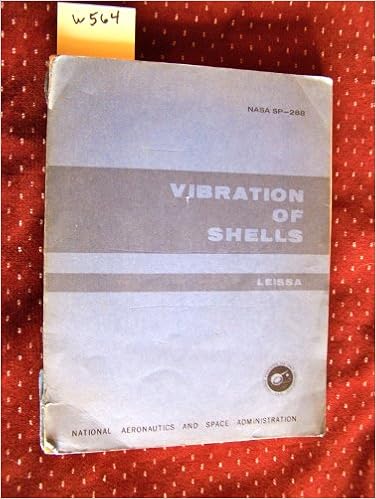 w564
NASA SP-288
VIBRATION
OF
SHELLS
LEISSA
NATIONAL AERONAUTICS AND SPACE ADMINISTRATION